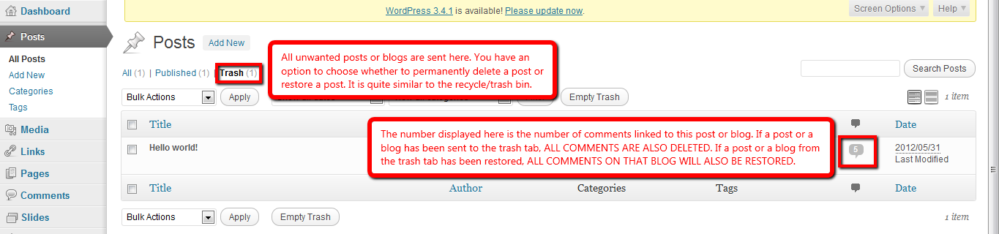 Dashboard
WordPress 3.4.1 is available! Please update now.
Screen Options
Help
Posts
All Posts
Add New
Categories
Tags
Media
Links
Pages
Comments
Slides
Posts
Add New
All unwanted posts or blogs are sent here. You have an
option to choose whether to permanently delete a post or
restore a post. It is quite similar to the recycle/trash bin.
All (1) | Published (1) | Trash (1)
Search Posts
Bulk Actions
Apply
Empty Trash
1 item
Title
Date
The number displayed here is the number of comments linked to this post or blog. If a post or a
blog has been sent to the trash tab, ALL COMMENTS ARE ALSO DELETED. If a post or a blog from
the trash tab has been restored, ALL COMMENTS ON THAT BLOG WILL ALSO BE RESTORED.
Hello world!
5
2012/05/31
Last Modified
Title
Author
Categories
Tags
Date
Bulk Actions
Apply
Empty Trash
1 item